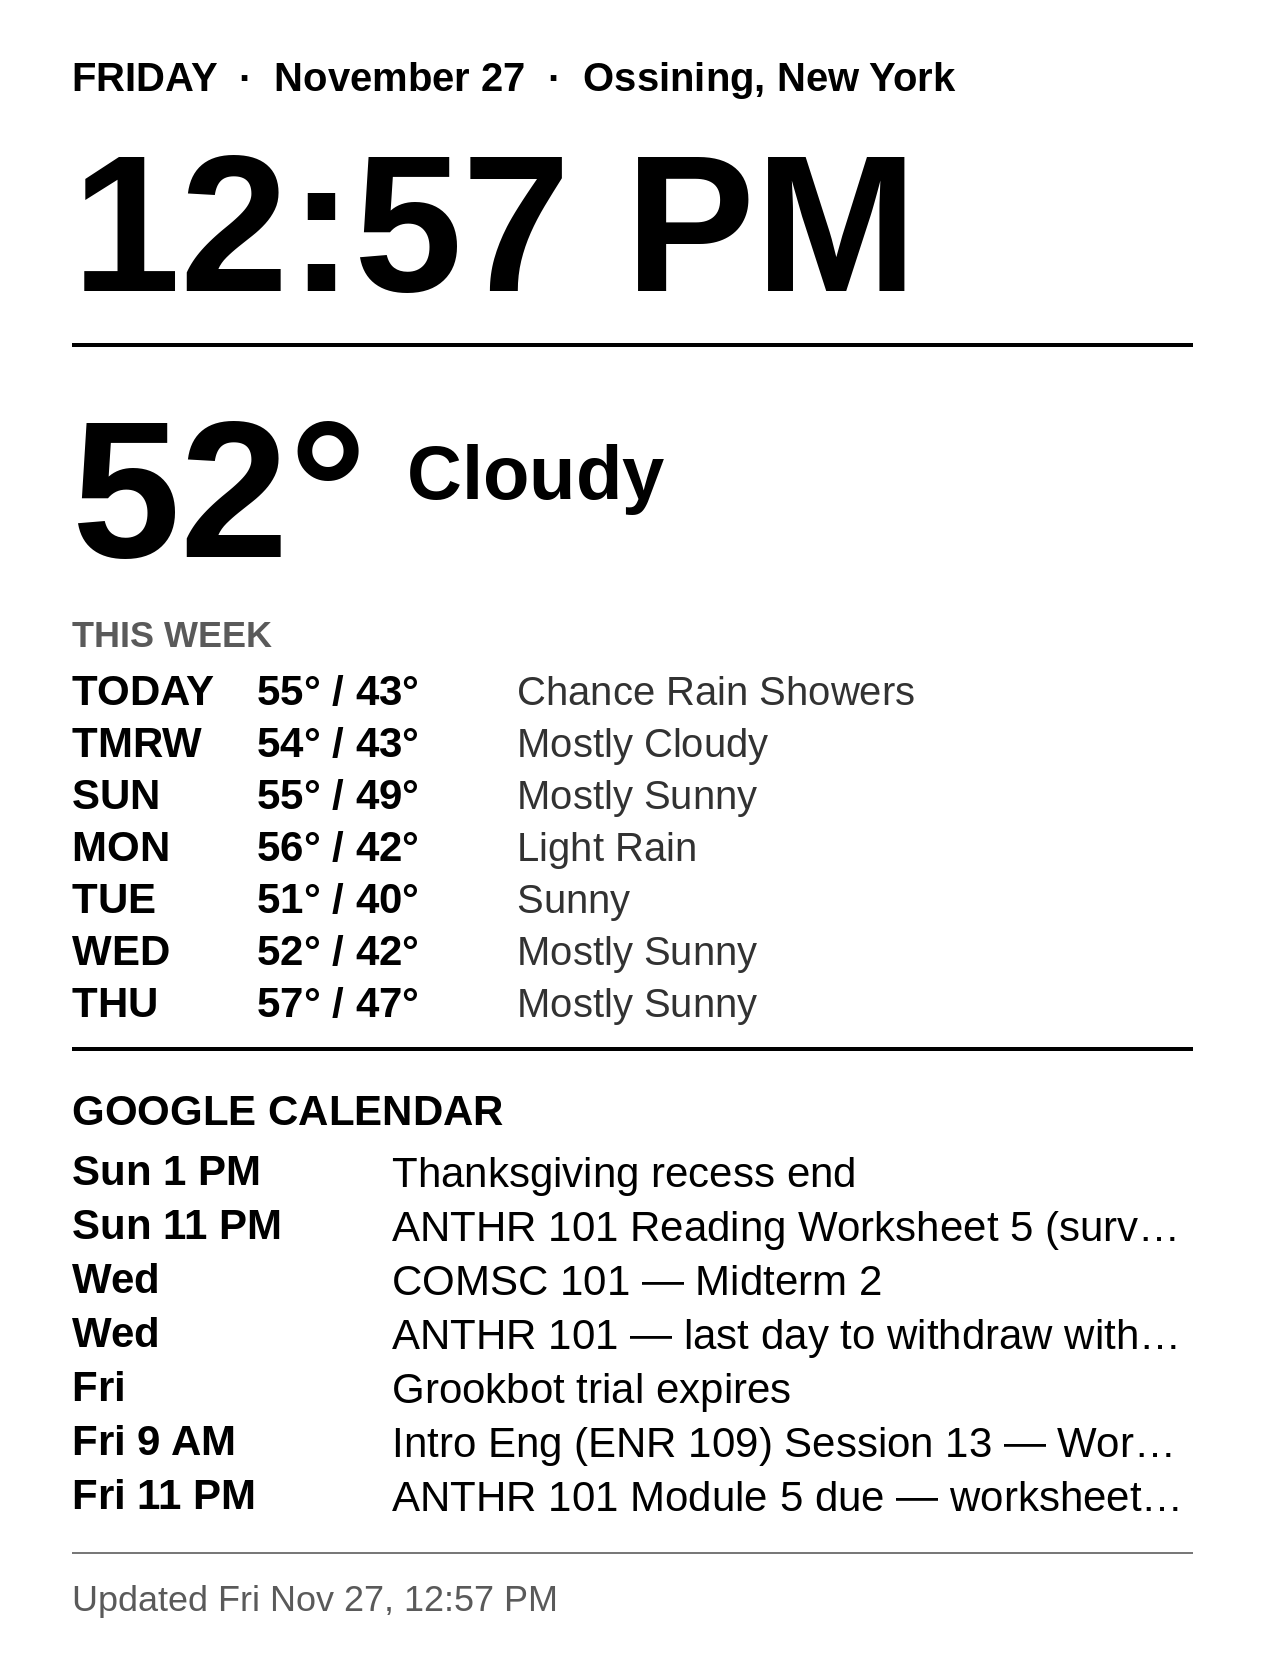 FRIDAY · November 27 · Ossining, New York
12:57 PM
52° Cloudy
THIS WEEK
TODAY 55° / 43° Chance Rain Showers
TMRW 54° / 43° Mostly Cloudy
SUN 55° / 49° Mostly Sunny
MON 56° / 42° Light Rain
TUE 51° / 40° Sunny
WED 52° / 42° Mostly Sunny
THU 57° / 47° Mostly Sunny
GOOGLE CALENDAR
Sun 1 PM Thanksgiving recess end
Sun 11 PM ANTHR 101 Reading Worksheet 5 (surv…
Wed COMSC 101 — Midterm 2
Wed ANTHR 101 — last day to withdraw with…
Fri Grookbot trial expires
Fri 9 AM Intro Eng (ENR 109) Session 13 — Wor…
Fri 11 PM ANTHR 101 Module 5 due — worksheet…
Updated Fri Nov 27, 12:57 PM